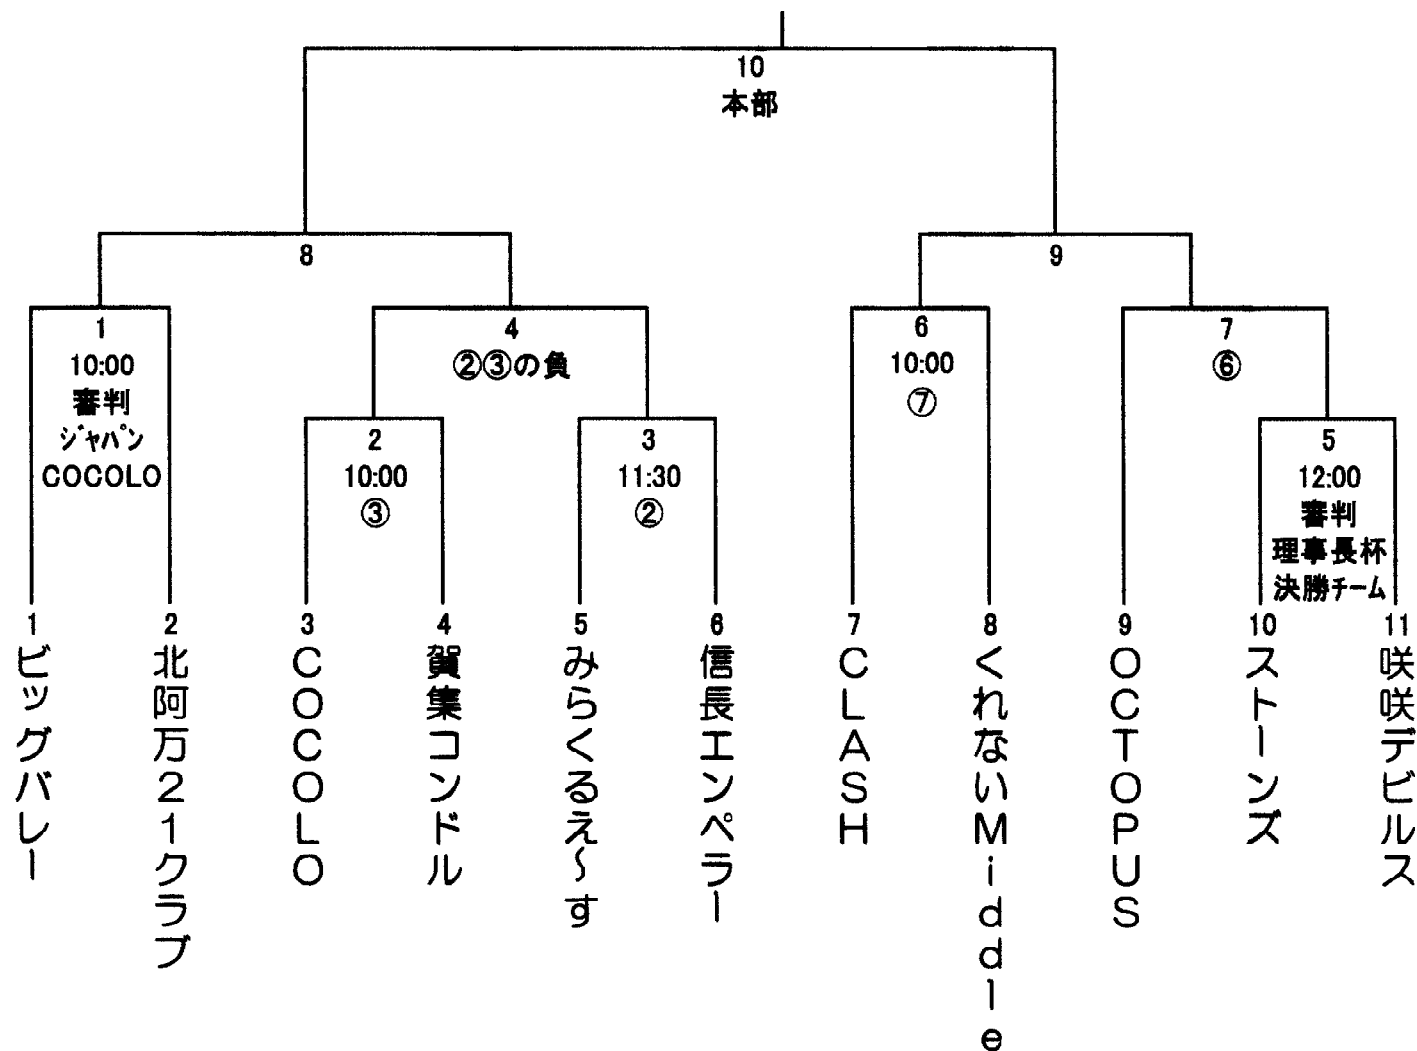 10
本部
8
9
1
10:00
審判
ジャパン
COCOLO
4
②③の負
6
10:00
⑦
7
⑥
2
10:00
③
3
11:30
②
5
12:00
審判
理事長杯
決勝チーム
1
ビッグバレー
2
北阿万21クラブ
3
COCOLO
4
賀集コンドル
5
みらくるえ～す
6
信長エンペラー
7
CLASH
8
くれないMiddle
9
OCTOPUS
10
ストーンズ
11
咲咲デビルス